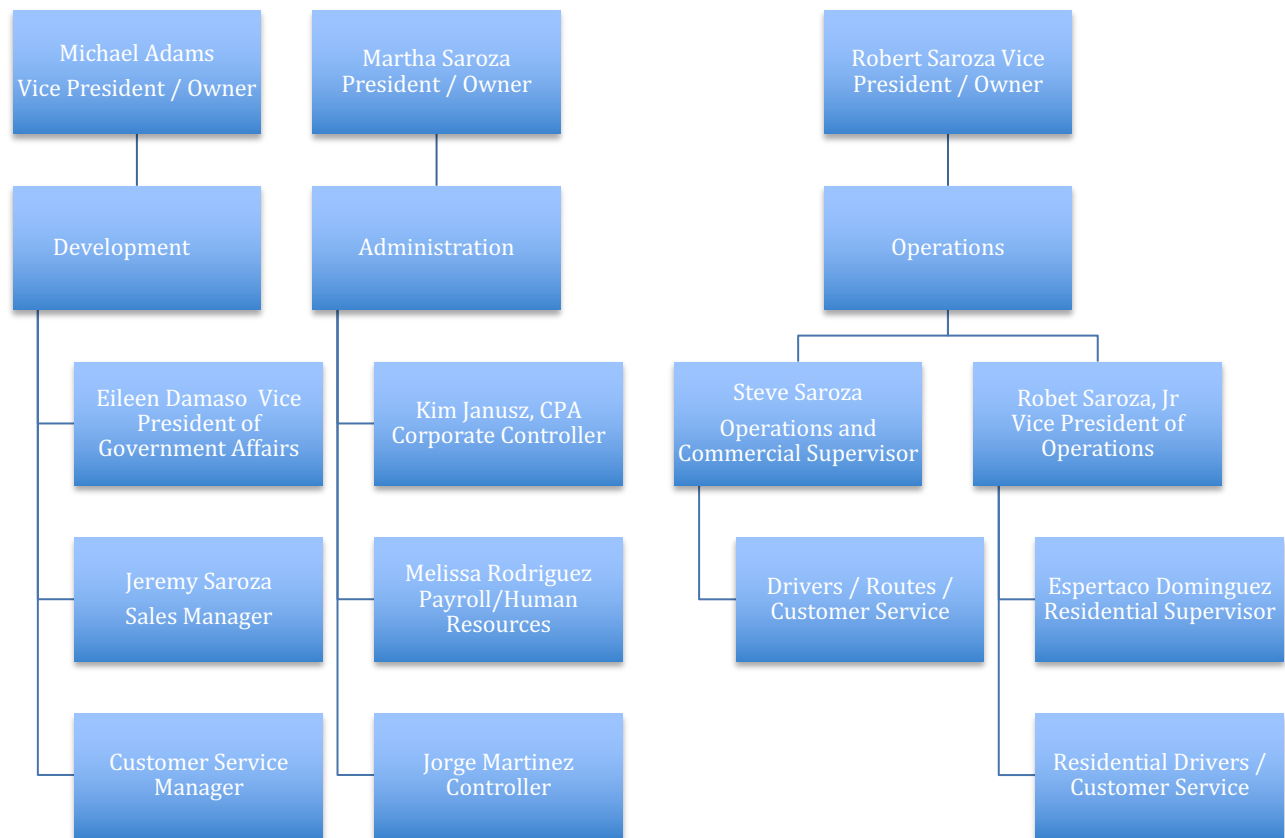 Michael Adams
Vice President / Owner
Martha Saroza
President / Owner
Robert Saroza Vice
President / Owner
Development
Administration
Operations
Eileen Damaso  Vice
President of
Government Affairs
Kim Janusz, CPA
Corporate Controller
Steve Saroza
Operations and
Commercial Supervisor
Robet Saroza, Jr
Vice President of
Operations
Jeremy Saroza
Sales Manager
Melissa Rodriguez
Payroll/Human
Resources
Drivers / Routes /
Customer Service
Espertaco Dominguez
Residential Supervisor
Customer Service
Manager
Jorge Martinez
Controller
Residential Drivers /
Customer Service